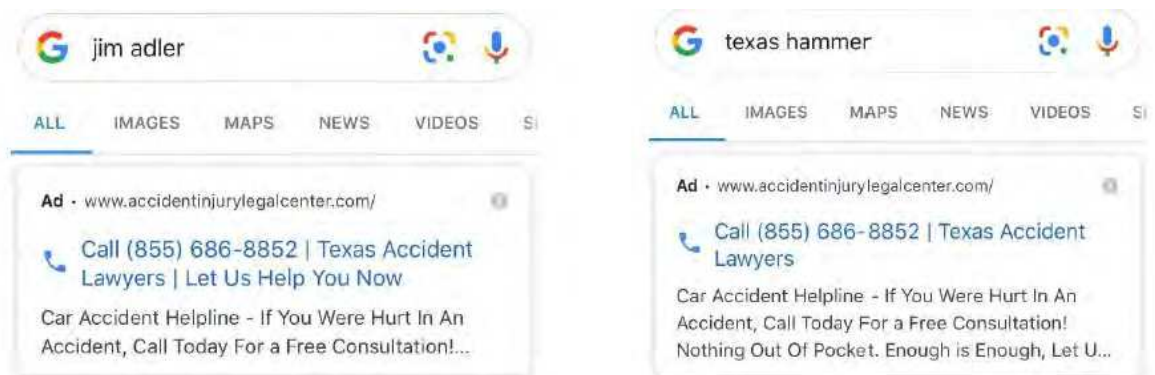 jim adler
ALL IMAGES MAPS NEWS VIDEOS
Ad · www.accidentinjurylegalcenter.com/
Call (855) 686-8852 | Texas Accident
Lawyers | Let Us Help You Now
Car Accident Helpline - If You Were Hurt In An
Accident, Call Today For a Free Consultation!...
texas hammer
ALL IMAGES MAPS NEWS VIDEOS
Ad · www.accidentinjurylegalcenter.com/
Call (855) 686-8852 | Texas Accident
Lawyers
Car Accident Helpline - If You Were Hurt In An
Accident, Call Today For a Free Consultation!
Nothing Out Of Pocket. Enough is Enough, Let U...